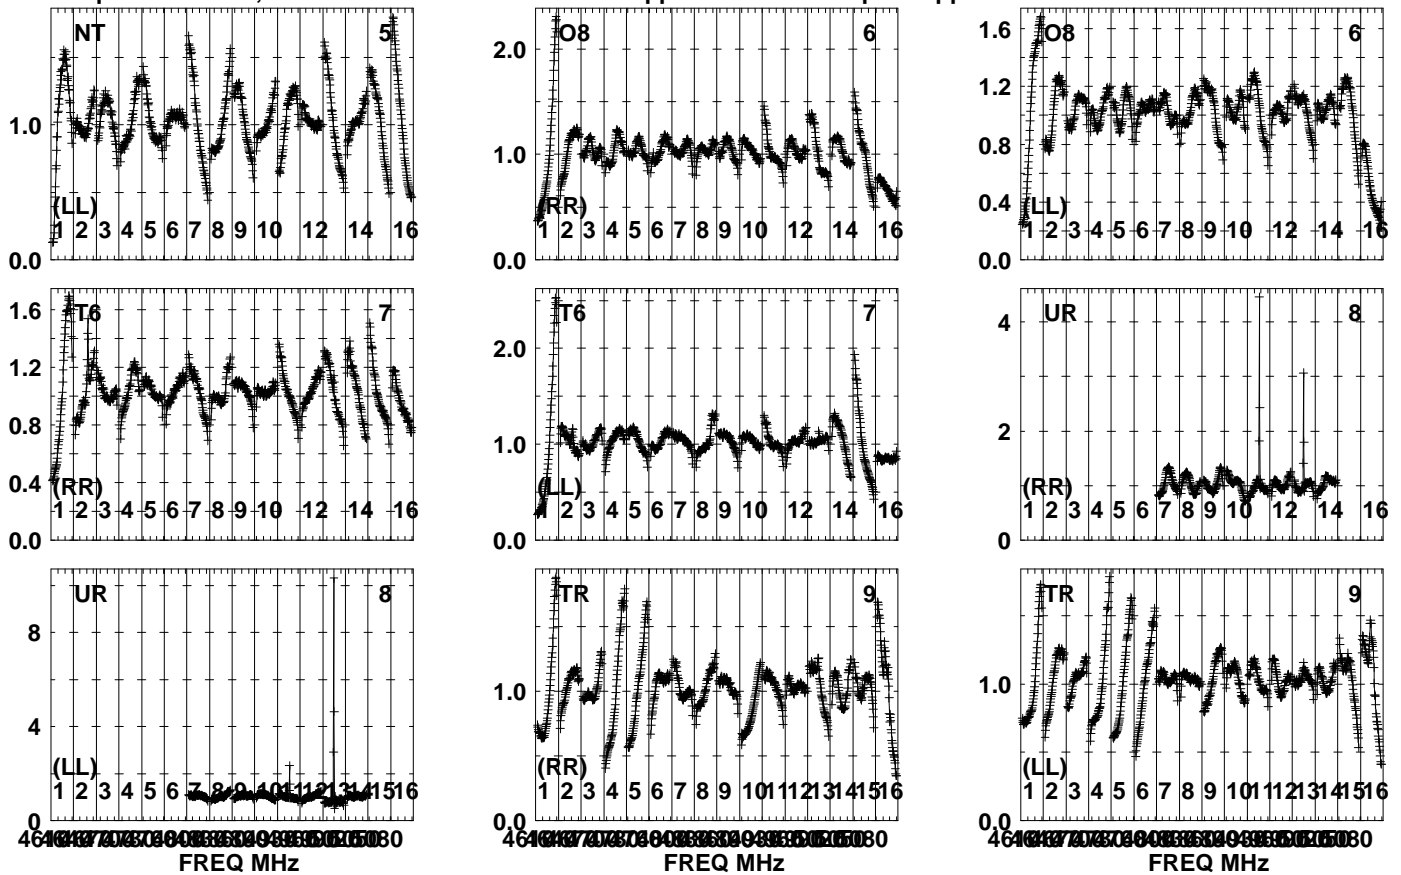 NT 5
1.0
(LL)
1 2 3 4 5 6 7 8 9 10 12 14 16
0.0
O8 6
2.0
1.0
(RR)
1 2 3 4 5 6 7 8 9 10 12 14 16
0.0
1.6 O8 6
1.2
0.8
0.4 (LL)
1 2 3 4 5 6 7 8 9 10 12 14 16
0.0
1.6 T6 7
1.2
0.8
0.4 (RR)
1 2 3 4 5 6 7 8 9 10 12 14 16
0.0
T6 7
2.0
1.0
(LL)
1 2 3 4 5 6 7 8 9 10 12 14 16
0.0
UR 8
4
2
(RR)
1 2 3 4 5 6 7 8 9 10 12 14 16
0
UR 8
8
4
(LL)
1 2 3 4 5 6 7 8 9 10 11 12 13 14 15 16
0
FREQ MHz
TR 9
1.0
(RR)
1 2 3 4 5 6 7 8 9 10 11 12 13 14 15 16
0.0
FREQ MHz
TR 9
1.0
(LL)
1 2 3 4 5 6 7 8 9 10 11 12 13 14 15 16
0.0
FREQ MHz